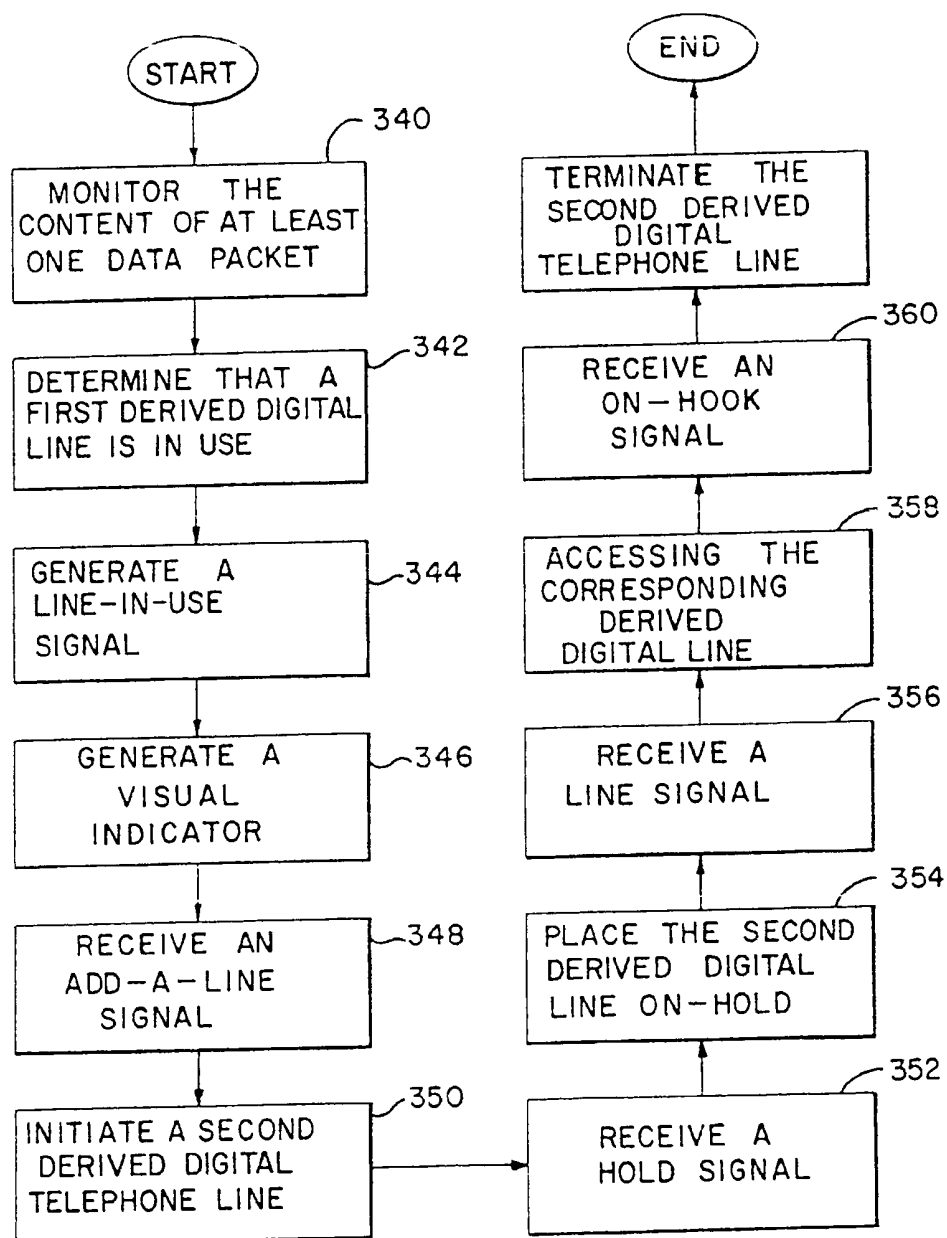 START
340
MONITOR THE
CONTENT OF AT LEAST
ONE DATA PACKET
342
DETERMINE THAT A
FIRST DERIVED DIGITAL
LINE IS IN USE
344
GENERATE A
LINE-IN-USE
SIGNAL
346
GENERATE A
VISUAL
INDICATOR
348
RECEIVE AN
ADD-A-LINE
SIGNAL
350
INITIATE A SECOND
DERIVED DIGITAL
TELEPHONE LINE
352
RECEIVE A
HOLD SIGNAL
354
PLACE THE SECOND
DERIVED DIGITAL
LINE ON-HOLD
356
RECEIVE A
LINE SIGNAL
358
ACCESSING THE
CORRESPONDING
DERIVED
DIGITAL LINE
360
RECEIVE AN
ON-HOOK
SIGNAL
TERMINATE THE
SECOND DERIVED
DIGITAL
TELEPHONE LINE
END